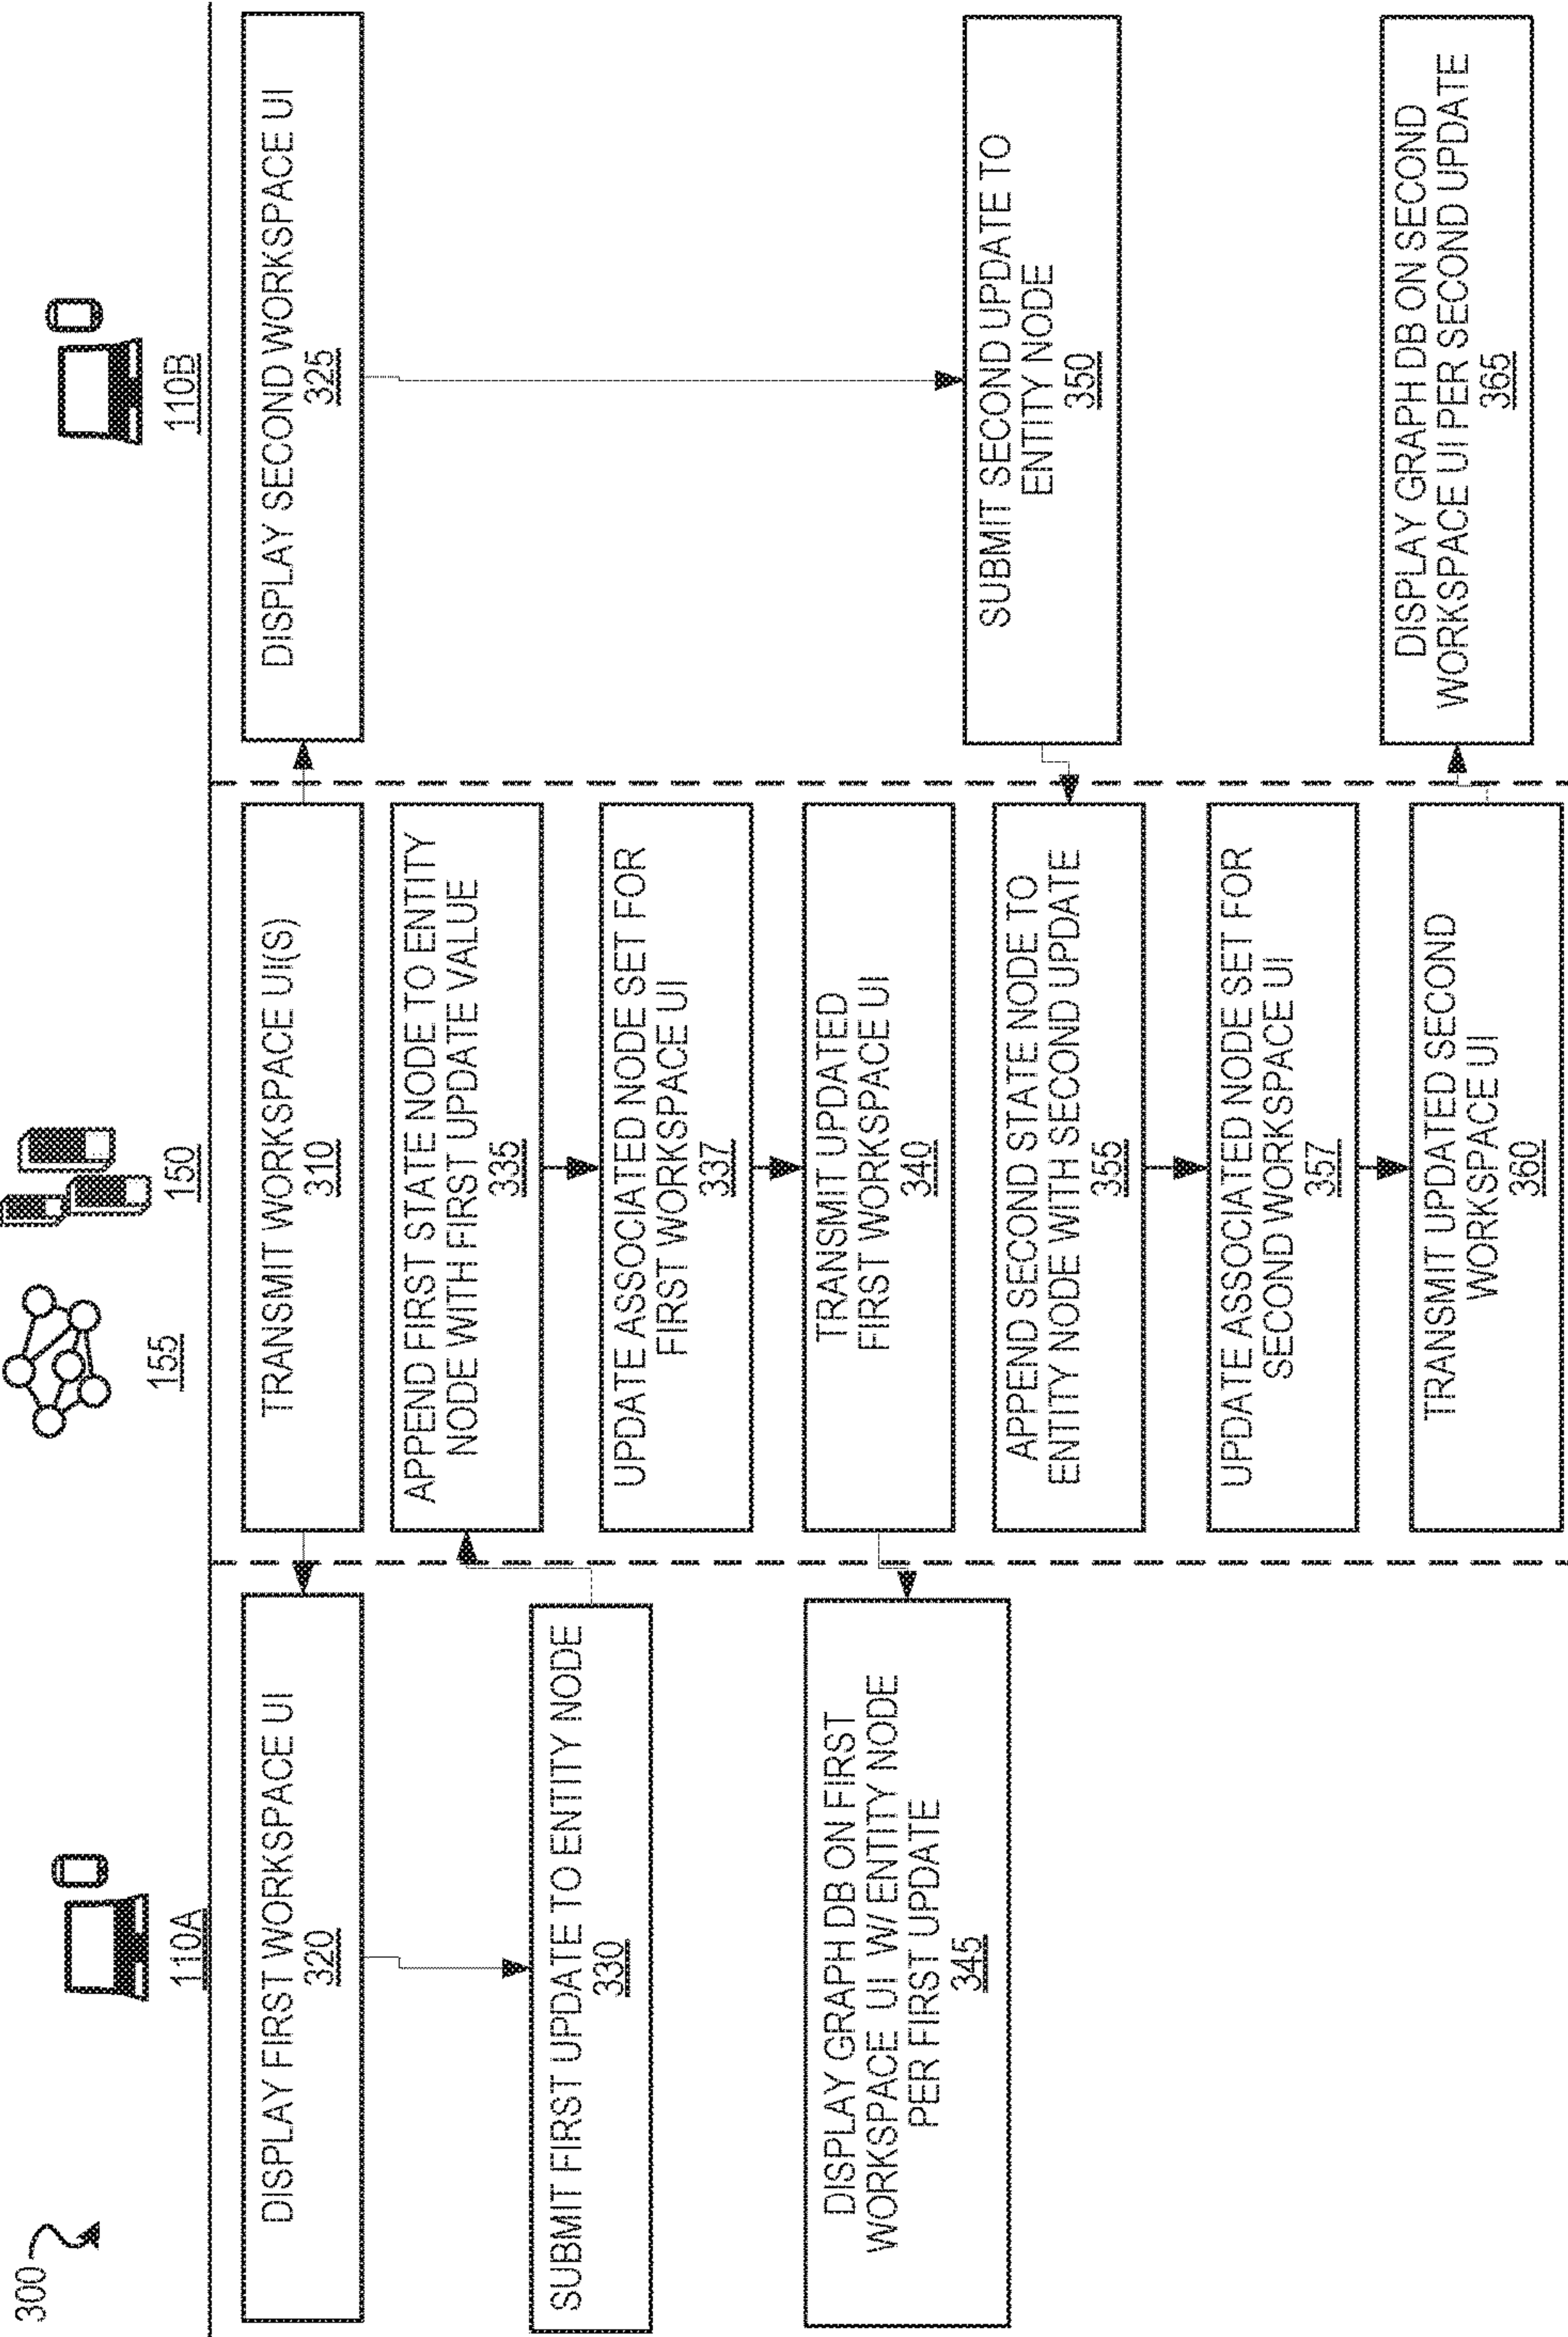 300
110A
155
150
110B
DISPLAY FIRST WORKSPACE UI
320
TRANSMIT WORKSPACE UI(S)
310
DISPLAY SECOND WORKSPACE UI
325
SUBMIT FIRST UPDATE TO ENTITY NODE
330
APPEND FIRST STATE NODE TO ENTITY
NODE WITH FIRST UPDATE VALUE
335
UPDATE ASSOCIATED NODE SET FOR
FIRST WORKSPACE UI
337
TRANSMIT UPDATED
FIRST WORKSPACE UI
340
DISPLAY GRAPH DB ON FIRST
WORKSPACE UI W/ ENTITY NODE
PER FIRST UPDATE
345
SUBMIT SECOND UPDATE TO
ENTITY NODE
350
APPEND SECOND STATE NODE TO
ENTITY NODE WITH SECOND UPDATE
355
UPDATE ASSOCIATED NODE SET FOR
SECOND WORKSPACE UI
357
TRANSMIT UPDATED SECOND
WORKSPACE UI
360
DISPLAY GRAPH DB ON SECOND
WORKSPACE UI PER SECOND UPDATE
365